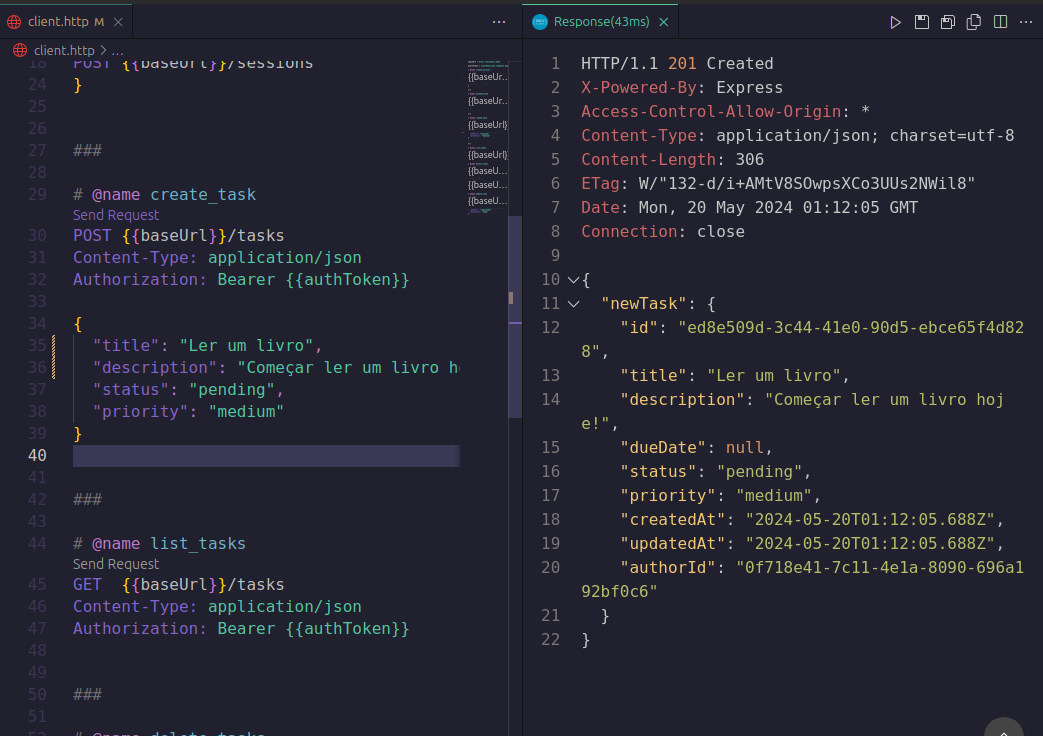 client.http M
client.http > ...
18 POST {{baseUrl}}/sessions
24 }
25
26
27 ###
28
29 # @name create_task
Send Request
30 POST {{baseUrl}}/tasks
31 Content-Type: application/json
32 Authorization: Bearer {{authToken}}
33
34 {
35 "title": "Ler um livro",
36 "description": "Começar ler um livro h
37 "status": "pending",
38 "priority": "medium"
39 }
40
41
42 ###
43
44 # @name list_tasks
Send Request
45 GET {{baseUrl}}/tasks
46 Content-Type: application/json
47 Authorization: Bearer {{authToken}}
48
49
50 ###
51
52 # @name delete_tasks
{{baseUr...
{{baseUr...
{{baseUrl}
{{baseUrl}
{{baseU...
{{baseU...
{{baseU...
Response(43ms)
1 HTTP/1.1 201 Created
2 X-Powered-By: Express
3 Access-Control-Allow-Origin: *
4 Content-Type: application/json; charset=utf-8
5 Content-Length: 306
6 ETag: W/"132-d/i+AMtV8SOwpsXCo3UUs2NWil8"
7 Date: Mon, 20 May 2024 01:12:05 GMT
8 Connection: close
9
10 {
11 "newTask": {
12 "id": "ed8e509d-3c44-41e0-90d5-ebce65f4d82
8",
13 "title": "Ler um livro",
14 "description": "Começar ler um livro hoj
e!",
15 "dueDate": null,
16 "status": "pending",
17 "priority": "medium",
18 "createdAt": "2024-05-20T01:12:05.688Z",
19 "updatedAt": "2024-05-20T01:12:05.688Z",
20 "authorId": "0f718e41-7c11-4e1a-8090-696a1
92bf0c6"
21 }
22 }